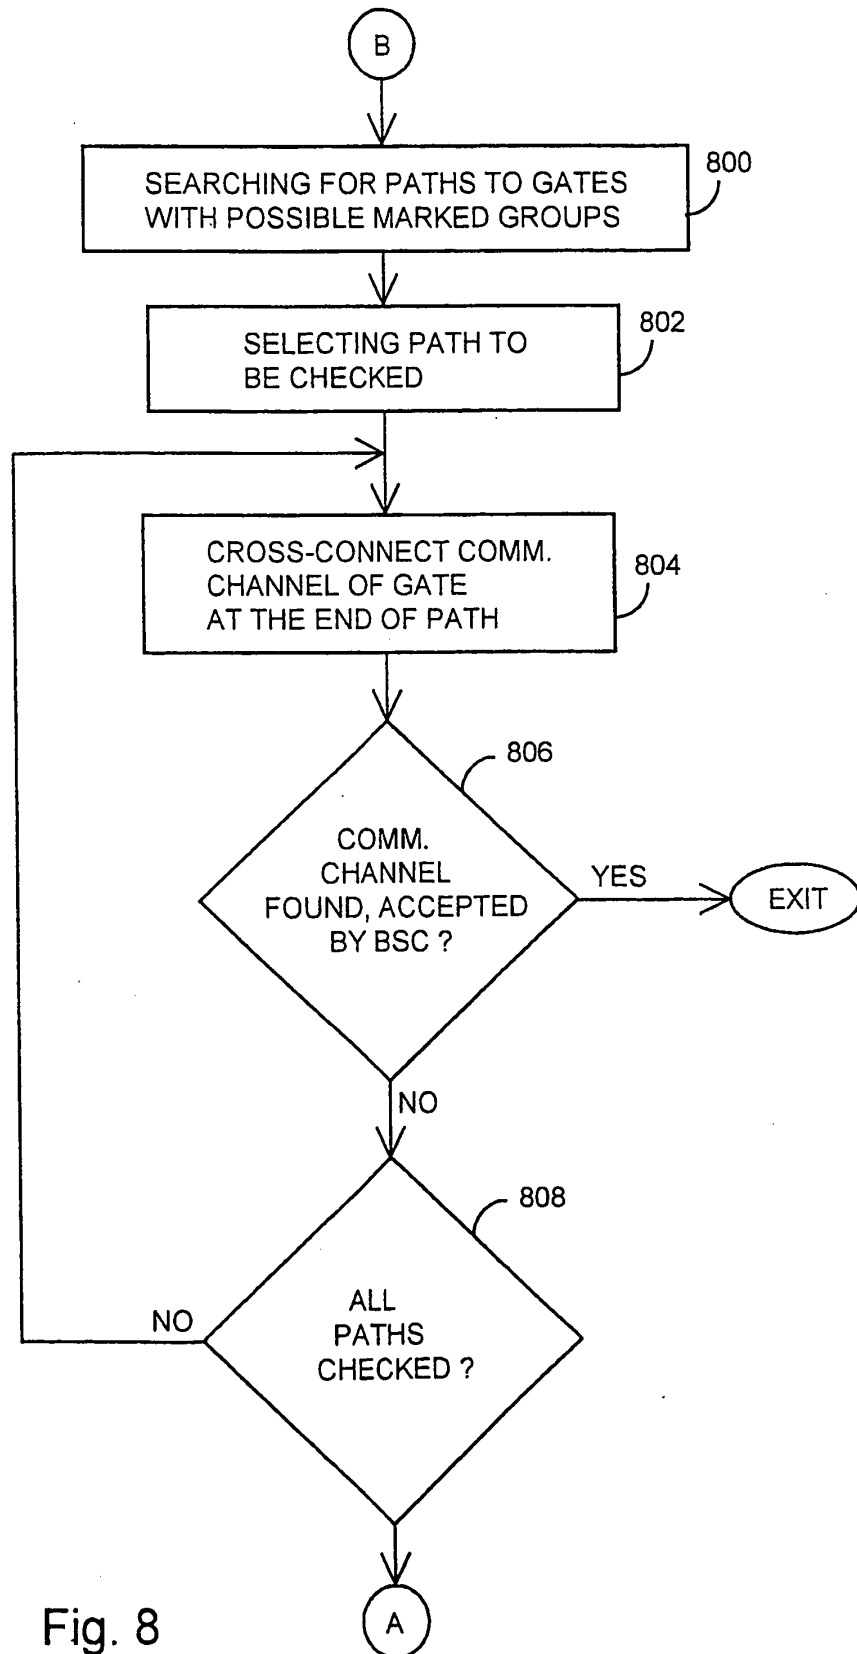 B
SEARCHING FOR PATHS TO GATES
WITH POSSIBLE MARKED GROUPS
800
SELECTING PATH TO
BE CHECKED
802
CROSS-CONNECT COMM.
CHANNEL OF GATE
AT THE END OF PATH
804
806
COMM.
CHANNEL
FOUND, ACCEPTED
BY BSC ?
YES
EXIT
NO
808
ALL
PATHS
CHECKED ?
NO
A
Fig. 8